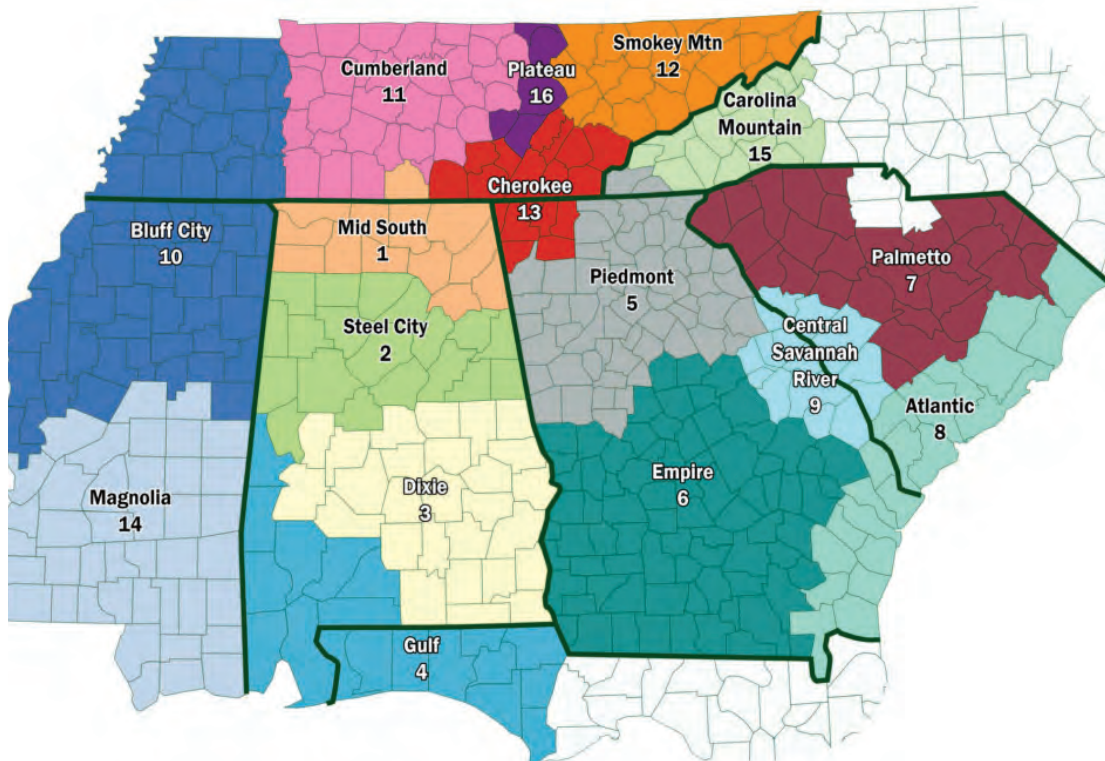 Cumberland
11
Plateau
16
Smokey Mtn
12
Carolina
Mountain
15
Cherokee
13
Bluff City
10
Mid South
1
Piedmont
5
Palmetto
7
Steel City
2
Central
Savannah
River
9
Atlantic
8
Magnolia
14
Dixie
3
Empire
6
Gulf
4